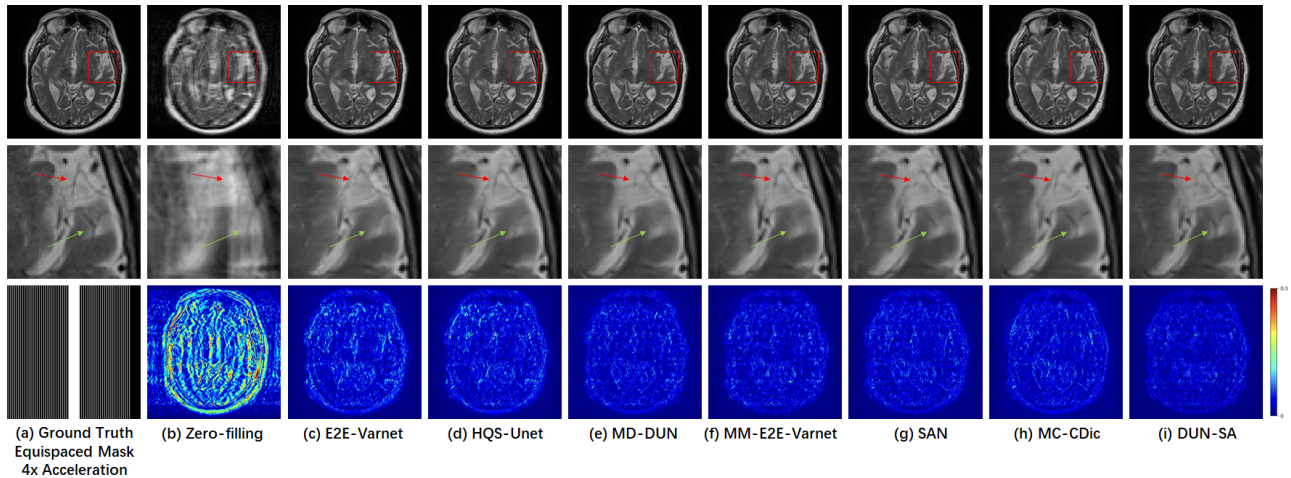 0.3
0
(a) Ground Truth
Equispaced Mask
4x Acceleration
(b) Zero-filling
(c) E2E-Varnet
(d) HQS-Unet
(e) MD-DUN
(f) MM-E2E-Varnet
(g) SAN
(h) MC-CDic
(i) DUN-SA